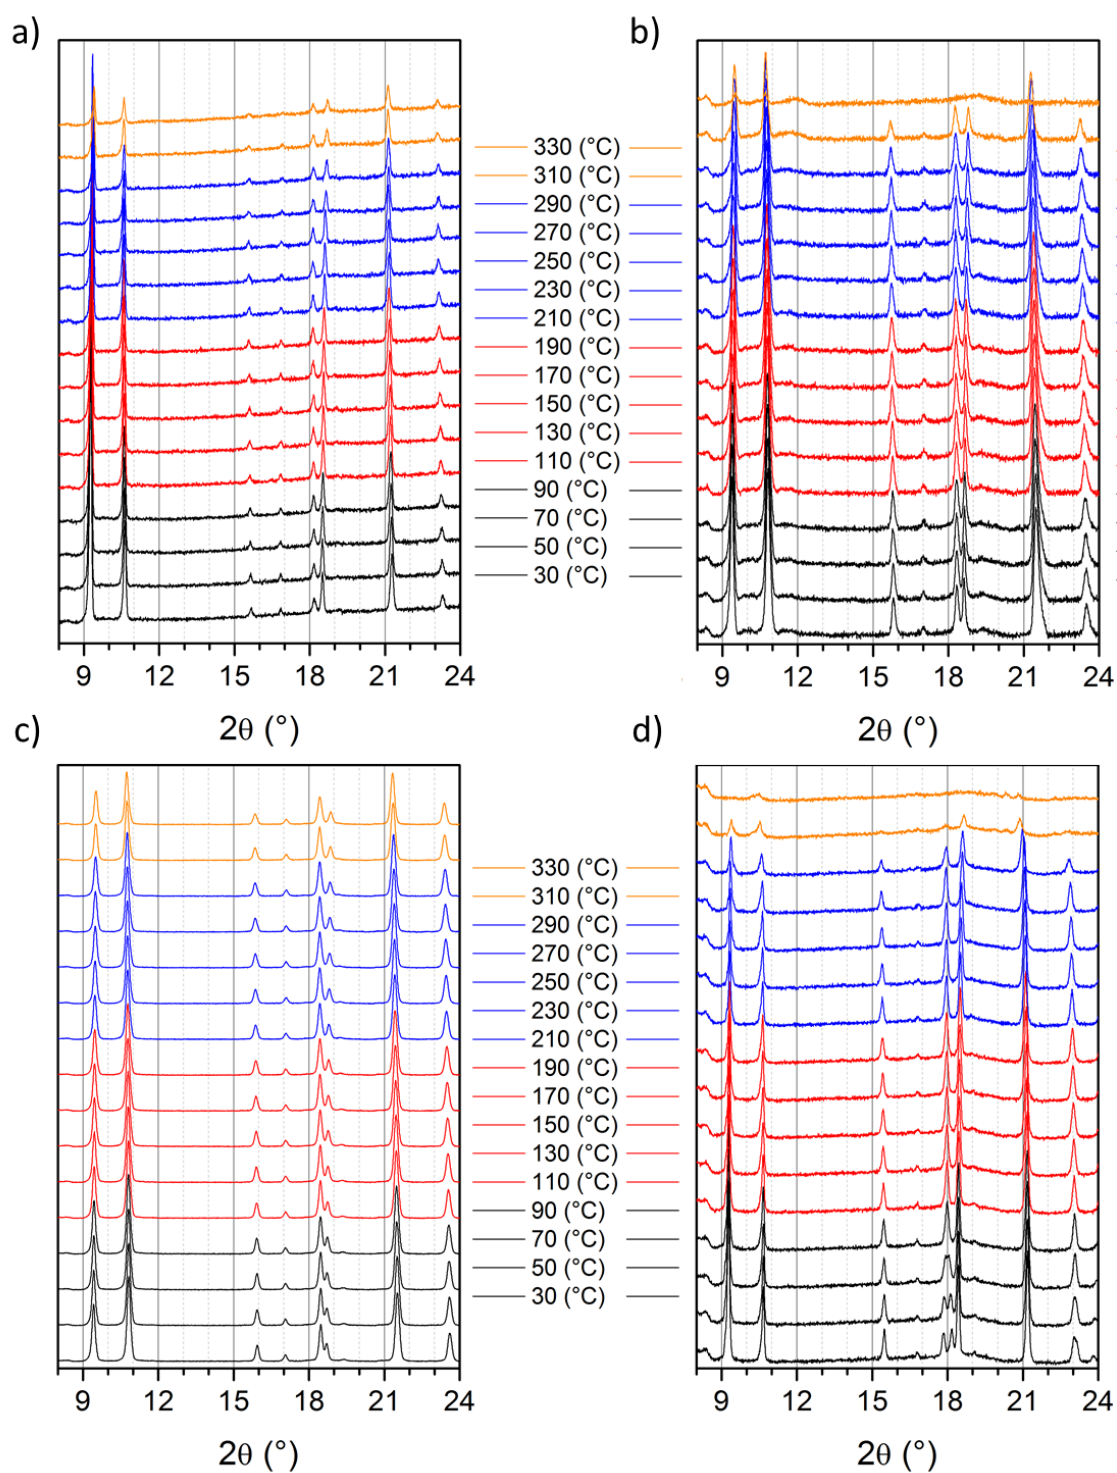 a)
b)
330 (°C)
310 (°C)
290 (°C)
270 (°C)
250 (°C)
230 (°C)
210 (°C)
190 (°C)
170 (°C)
150 (°C)
130 (°C)
110 (°C)
90 (°C)
70 (°C)
50 (°C)
30 (°C)
9 12 15 18 21 24
9 12 15 18 21 24
2θ (°)
2θ (°)
c)
d)
330 (°C)
310 (°C)
290 (°C)
270 (°C)
250 (°C)
230 (°C)
210 (°C)
190 (°C)
170 (°C)
150 (°C)
130 (°C)
110 (°C)
90 (°C)
70 (°C)
50 (°C)
30 (°C)
9 12 15 18 21 24
9 12 15 18 21 24
2θ (°)
2θ (°)